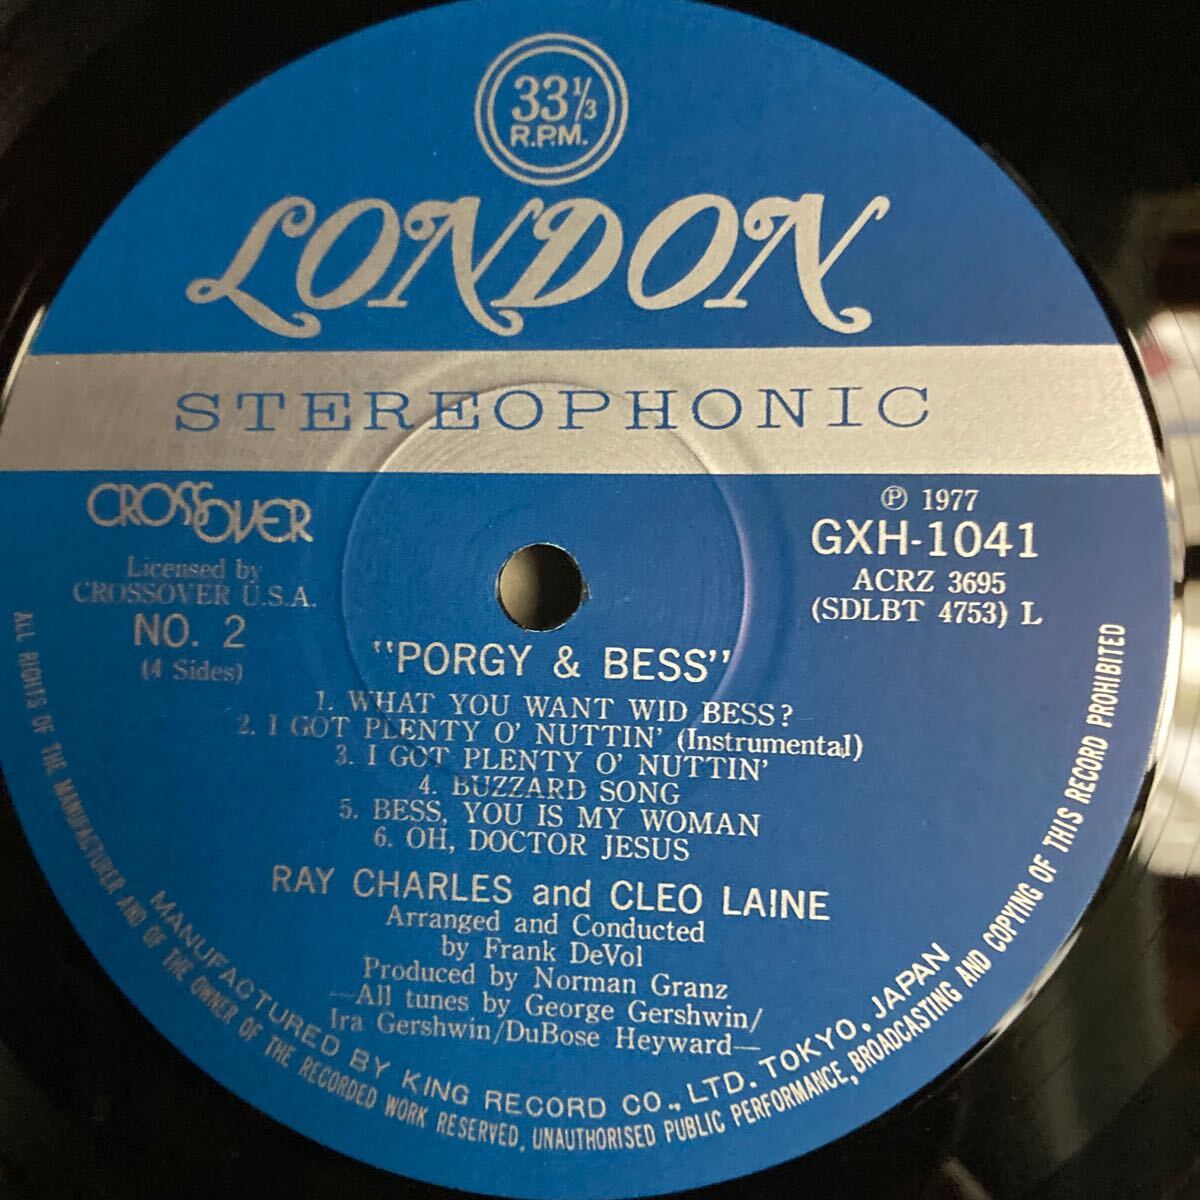 33⅓
R.P.M.
LONDON
STEREOPHONIC
CROSSOVER
Licensed by
CROSSOVER U.S.A.
NO. 2
(4 Sides)
Ⓟ 1977
GXH-1041
ACRZ 3695
(SDLBT 4753) L
"PORGY & BESS"
1. WHAT YOU WANT WID BESS?
2. I GOT PLENTY O' NUTTIN' (Instrumental)
3. I GOT PLENTY O' NUTTIN'
4. BUZZARD SONG
5. BESS, YOU IS MY WOMAN
6. OH, DOCTOR JESUS
RAY CHARLES and CLEO LAINE
Arranged and Conducted
by Frank DeVol
Produced by Norman Granz
—All tunes by George Gershwin/
Ira Gershwin/DuBose Heyward—
MANUFACTURED BY KING RECORD CO., LTD. TOKYO, JAPAN
ALL RIGHTS OF THE MANUFACTURER AND OF THE OWNER OF THE RECORDED WORK RESERVED, UNAUTHORISED PUBLIC PERFORMANCE, BROADCASTING AND COPYING OF THIS RECORD PROHIBITED